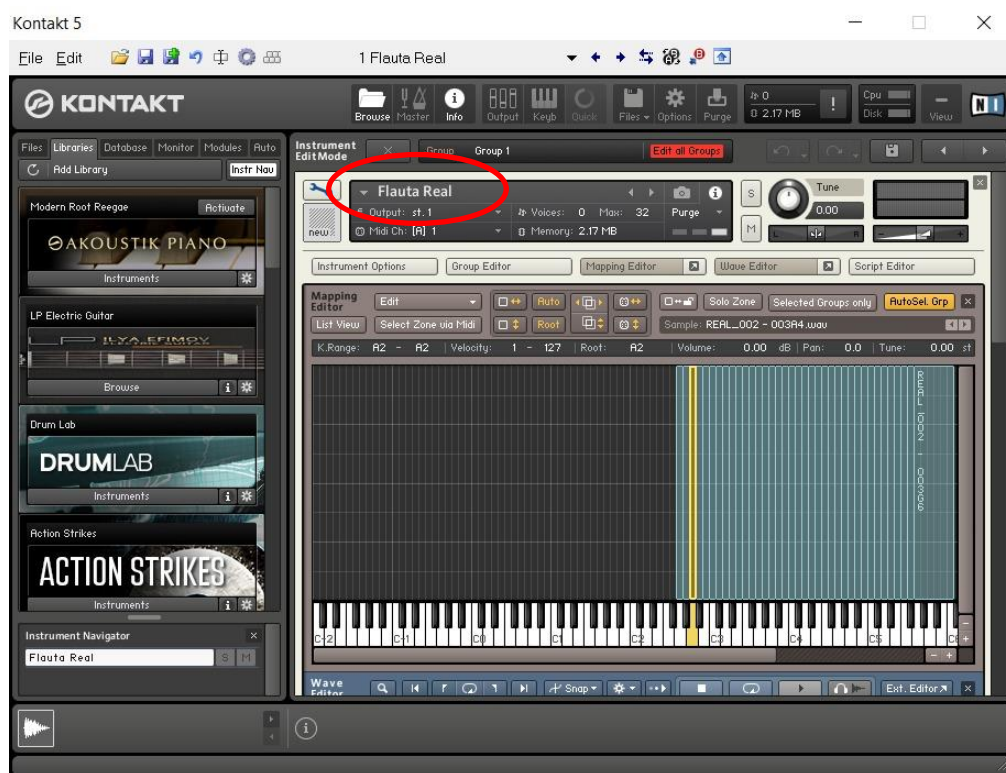 Kontakt 5
File Edit 1 Flauta Real
KONTAKT Browse Master Info Output Keyb Quick Files Options Purge 0 0 2.17 MB ! Cpu Disk View NI
Files Libraries Database Monitor Modules Auto
Add Library Instr Nav
Modern Root Reegae Activate
AKOUSTIK PIANO
Instruments
LP Electric Guitar
ILYA EFIMOV
Browse i
Drum Lab
DRUMLAB
Instruments i
Action Strikes
ACTION STRIKES
Instruments i
Instrument Navigator ×
Flauta Real S M
Instrument Edit Mode Group Group 1 Edit all Groups
Flauta Real i S Tune
Output: st. 1 Voices: 0 Max: 32 Purge 0.00
new Midi Ch: [A] 1 Memory: 2.17 MB M L R - +
Instrument Options Group Editor Mapping Editor Wave Editor Script Editor
Mapping Editor Edit Auto Solo Zone Selected Groups only AutoSel. Grp ×
List View Select Zone via Midi Root Sample: REAL_002 - 003A4.wav
K.Range: A2 - A2 Velocity: 1 - 127 Root: A2 Volume: 0.00 dB Pan: 0.0 Tune: 0.00 st
REAL_002 - 003G6
C-2 C-1 C0 C1 C2 C3 C4 C5 C6
Wave Editor Snap Ext. Editor ×
i